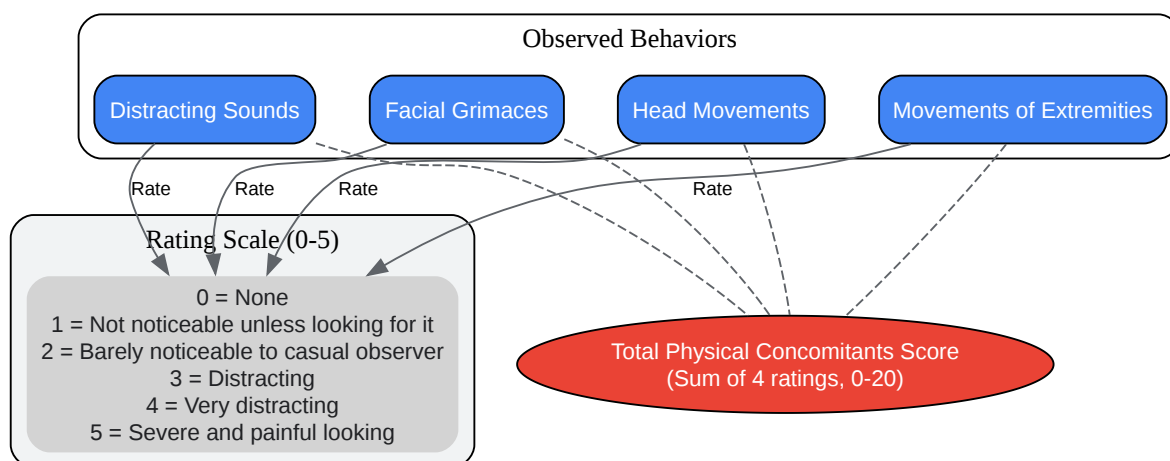 Observed Behaviors
Distracting Sounds
Facial Grimaces
Head Movements
Movements of Extremities
Rate
Rate
Rate
Rate
Rating Scale (0-5)
0 = None
1 = Not noticeable unless looking for it
2 = Barely noticeable to casual observer
3 = Distracting
4 = Very distracting
5 = Severe and painful looking
Total Physical Concomitants Score
(Sum of 4 ratings, 0-20)